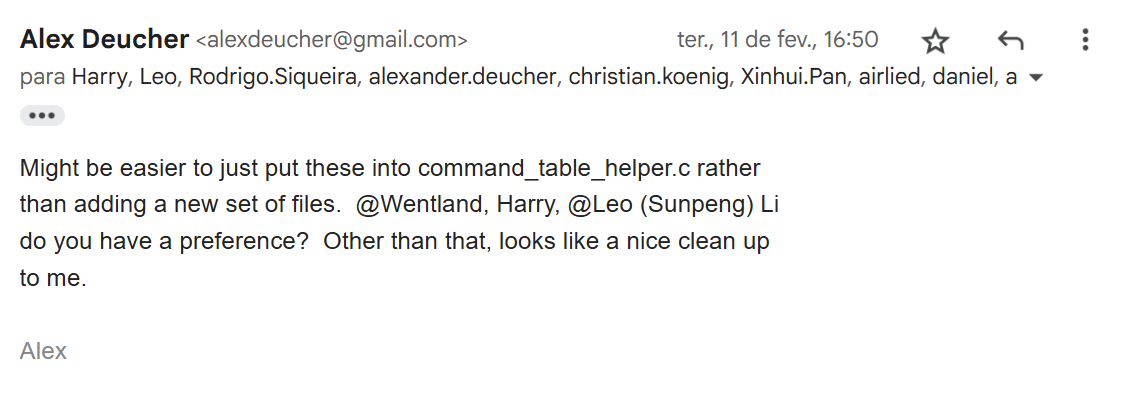 Alex Deucher <alexdeucher@gmail.com> ter., 11 de fev., 16:50
para Harry, Leo, Rodrigo.Siqueira, alexander.deucher, christian.koenig, Xinhui.Pan, airlied, daniel, a
Might be easier to just put these into command_table_helper.c rather
than adding a new set of files.  @Wentland, Harry, @Leo (Sunpeng) Li
do you have a preference?  Other than that, looks like a nice clean up
to me.
Alex